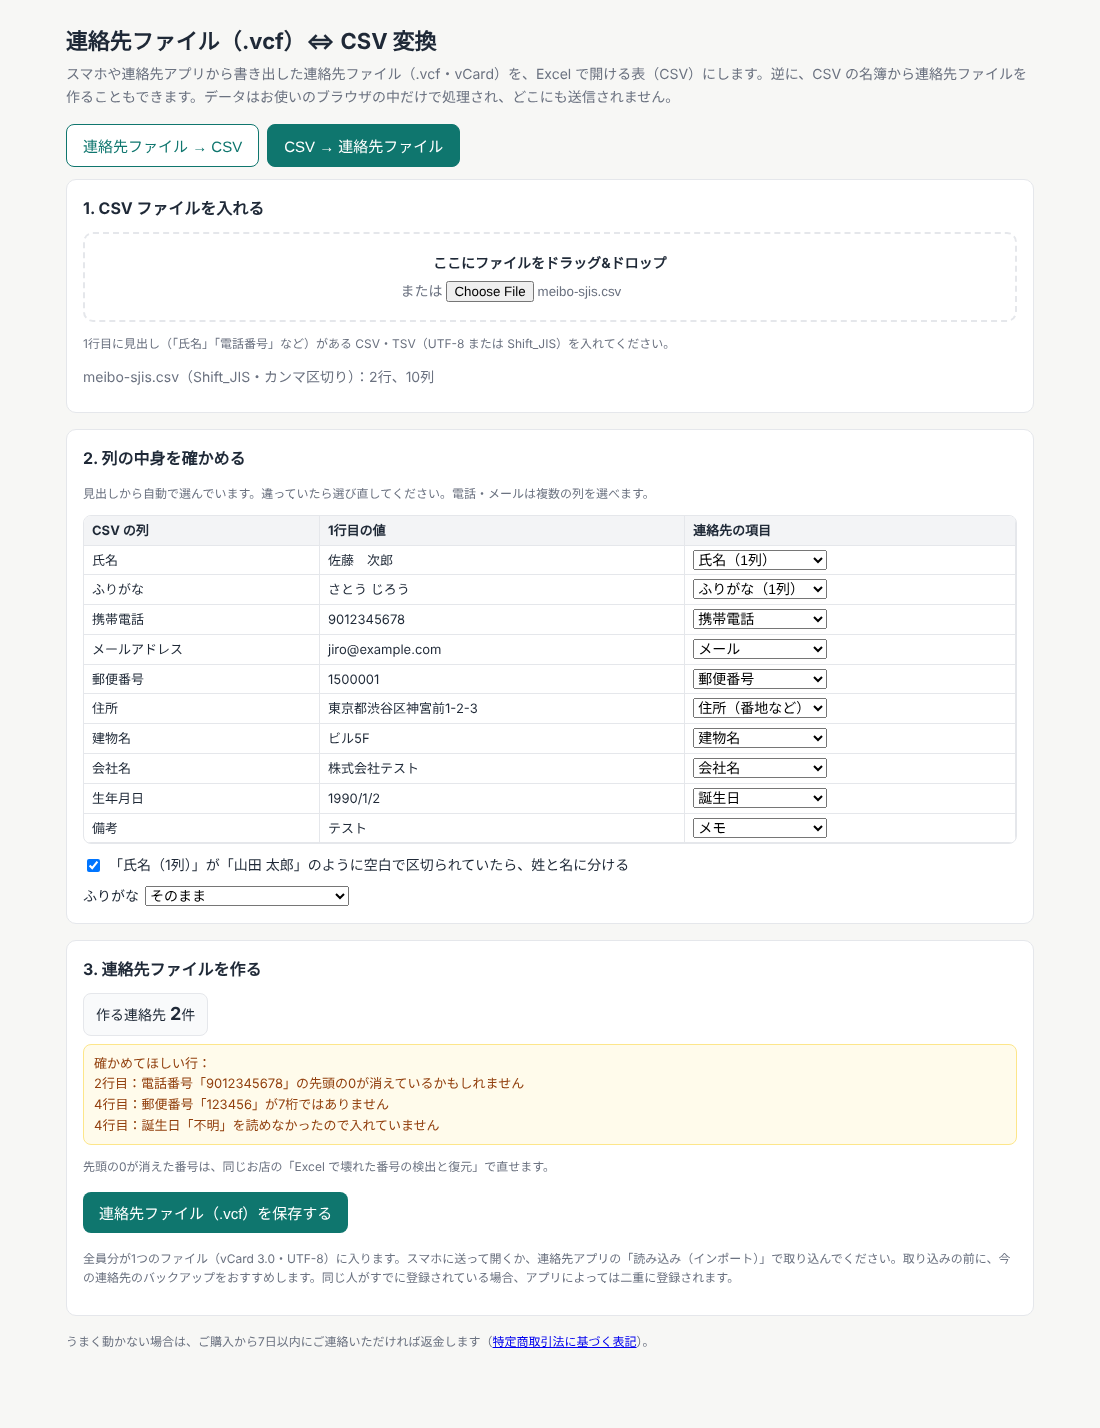 連絡先ファイル（.vcf）⇔ CSV 変換
スマホや連絡先アプリから書き出した連絡先ファイル（.vcf・vCard）を、Excel で開ける表（CSV）にします。逆に、CSV の名簿から連絡先ファイルを
作ることもできます。データはお使いのブラウザの中だけで処理され、どこにも送信されません。
連絡先ファイル → CSV
CSV → 連絡先ファイル
1. CSV ファイルを入れる
ここにファイルをドラッグ&ドロップ
または Choose File meibo-sjis.csv
1行目に見出し（「氏名」「電話番号」など）がある CSV・TSV（UTF-8 または Shift_JIS）を入れてください。
meibo-sjis.csv（Shift_JIS・カンマ区切り）：2行、10列
2. 列の中身を確かめる
見出しから自動で選んでいます。違っていたら選び直してください。電話・メールは複数の列を選べます。
CSV の列 1行目の値 連絡先の項目
氏名 佐藤　次郎 氏名（1列）
ふりがな さとう じろう ふりがな（1列）
携帯電話 9012345678 携帯電話
メールアドレス jiro@example.com メール
郵便番号 1500001 郵便番号
住所 東京都渋谷区神宮前1-2-3 住所（番地など）
建物名 ビル5F 建物名
会社名 株式会社テスト 会社名
生年月日 1990/1/2 誕生日
備考 テスト メモ
「氏名（1列）」が「山田 太郎」のように空白で区切られていたら、姓と名に分ける
ふりがな そのまま
3. 連絡先ファイルを作る
作る連絡先 2件
確かめてほしい行：
2行目：電話番号「9012345678」の先頭の0が消えているかもしれません
4行目：郵便番号「123456」が7桁ではありません
4行目：誕生日「不明」を読めなかったので入れていません
先頭の0が消えた番号は、同じお店の「Excel で壊れた番号の検出と復元」で直せます。
連絡先ファイル（.vcf）を保存する
全員分が1つのファイル（vCard 3.0・UTF-8）に入ります。スマホに送って開くか、連絡先アプリの「読み込み（インポート）」で取り込んでください。取り込みの前に、今
の連絡先のバックアップをおすすめします。同じ人がすでに登録されている場合、アプリによっては二重に登録されます。
うまく動かない場合は、ご購入から7日以内にご連絡いただければ返金します（特定商取引法に基づく表記）。